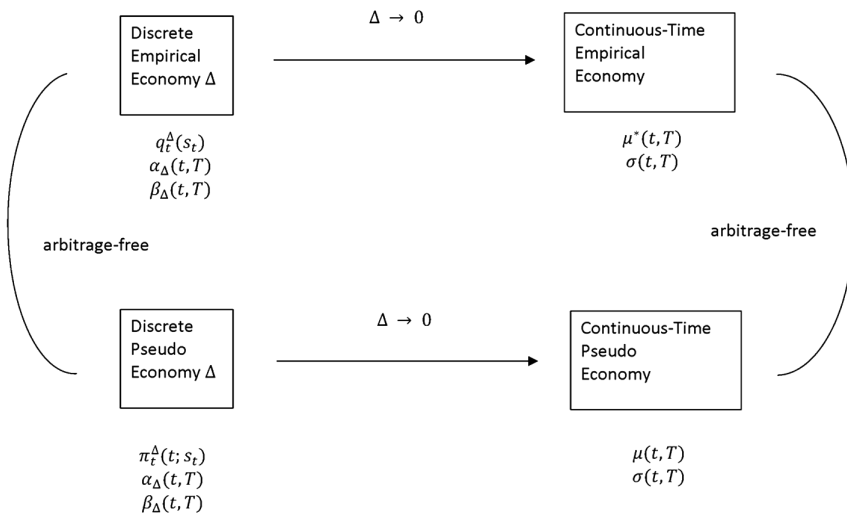 Discrete
Empirical
Economy Δ
Δ → 0
Continuous-Time
Empirical
Economy
q_t^Δ(s_t)
α_Δ(t,T)
β_Δ(t,T)
μ*(t,T)
σ(t,T)
arbitrage-free
arbitrage-free
Discrete
Pseudo
Economy Δ
Δ → 0
Continuous-Time
Pseudo
Economy
π_t^Δ(t;s_t)
α_Δ(t,T)
β_Δ(t,T)
μ(t,T)
σ(t,T)